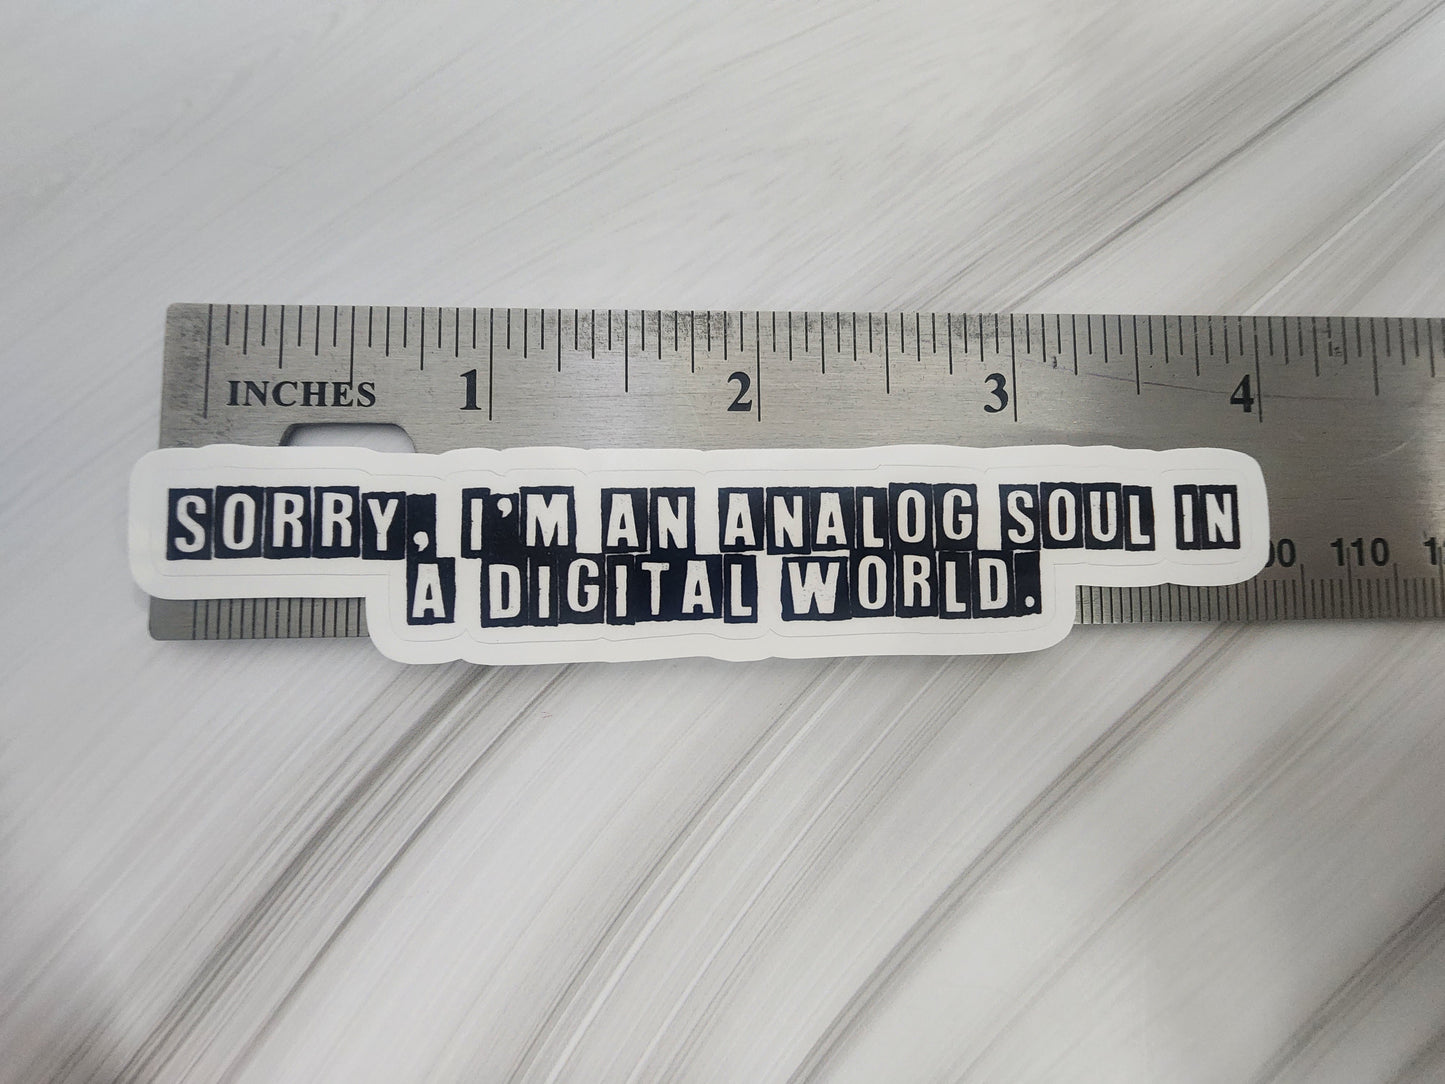 INCHES 1 2 3 4
SORRY, I'M AN ANALOG SOUL IN
A DIGITAL WORLD.
110